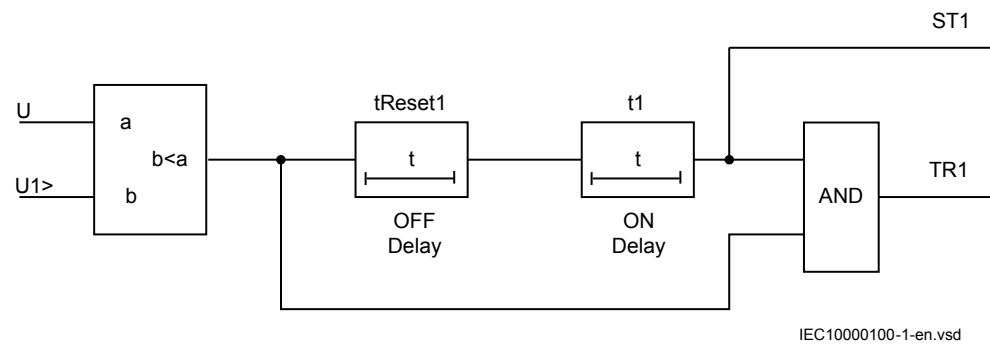 ST1
tReset1
t1
U
a
t
t
b<a
TR1
U1>
b
AND
OFF
Delay
ON
Delay
IEC10000100-1-en.vsd